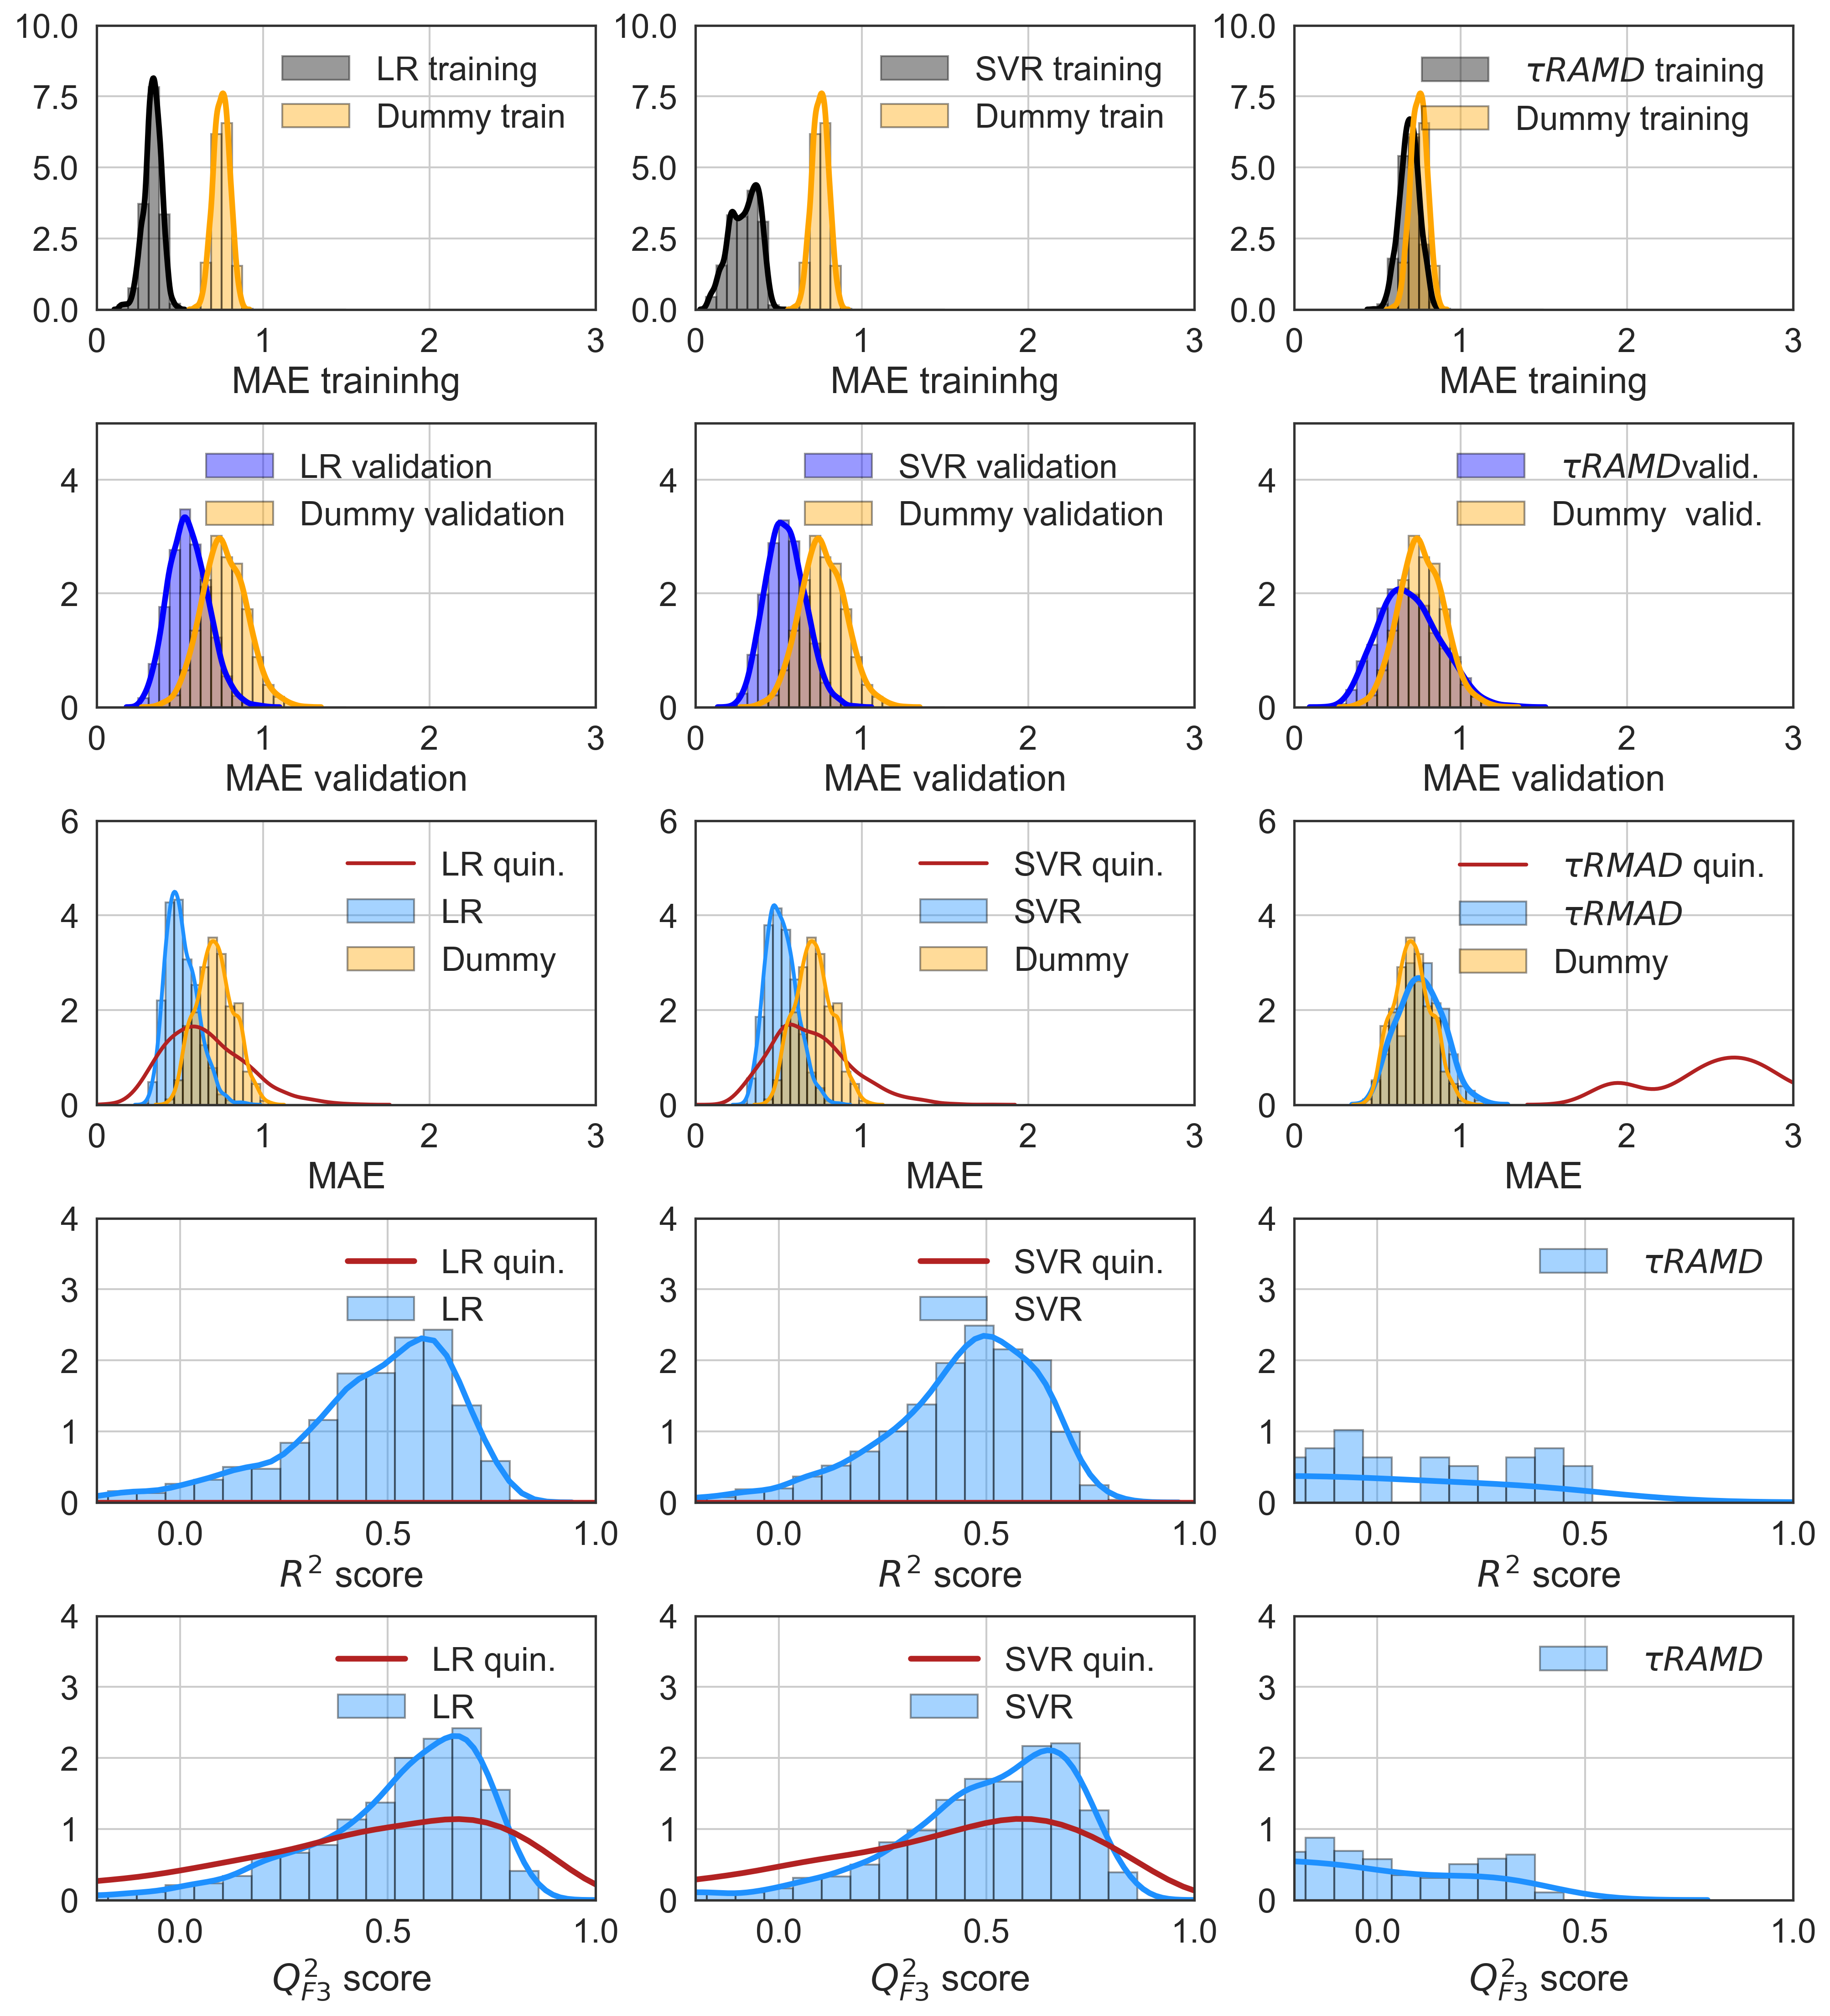 10.0
7.5
5.0
2.5
0.0
0 1 2 3
LR training
Dummy train
MAE traininhg
10.0
7.5
5.0
2.5
0.0
0 1 2 3
SVR training
Dummy train
MAE traininhg
10.0
7.5
5.0
2.5
0.0
0 1 2 3
τRAMD training
Dummy training
MAE training
4
2
0
0 1 2 3
LR validation
Dummy validation
MAE validation
4
2
0
0 1 2 3
SVR validation
Dummy validation
MAE validation
4
2
0
0 1 2 3
τRAMDvalid.
Dummy valid.
MAE validation
6
4
2
0
0 1 2 3
LR quin.
LR
Dummy
MAE
6
4
2
0
0 1 2 3
SVR quin.
SVR
Dummy
MAE
6
4
2
0
0 1 2 3
τRMAD quin.
τRMAD
Dummy
MAE
4
3
2
1
0
0.0 0.5 1.0
LR quin.
LR
R² score
4
3
2
1
0
0.0 0.5 1.0
SVR quin.
SVR
R² score
4
3
2
1
0
0.0 0.5 1.0
τRAMD
R² score
4
3
2
1
0
0.0 0.5 1.0
LR quin.
LR
Q²_F3 score
4
3
2
1
0
0.0 0.5 1.0
SVR quin.
SVR
Q²_F3 score
4
3
2
1
0
0.0 0.5 1.0
τRAMD
Q²_F3 score